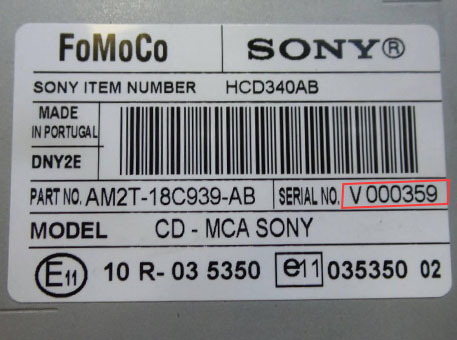 FoMoCo SONY®
SONY ITEM NUMBER HCD340AB
MADE
IN PORTUGAL
DNY2E
PART NO. AM2T-18C939-AB SERIAL NO. V000359
MODEL CD - MCA SONY
E11 10 R- 03 5350 e11 035350 02